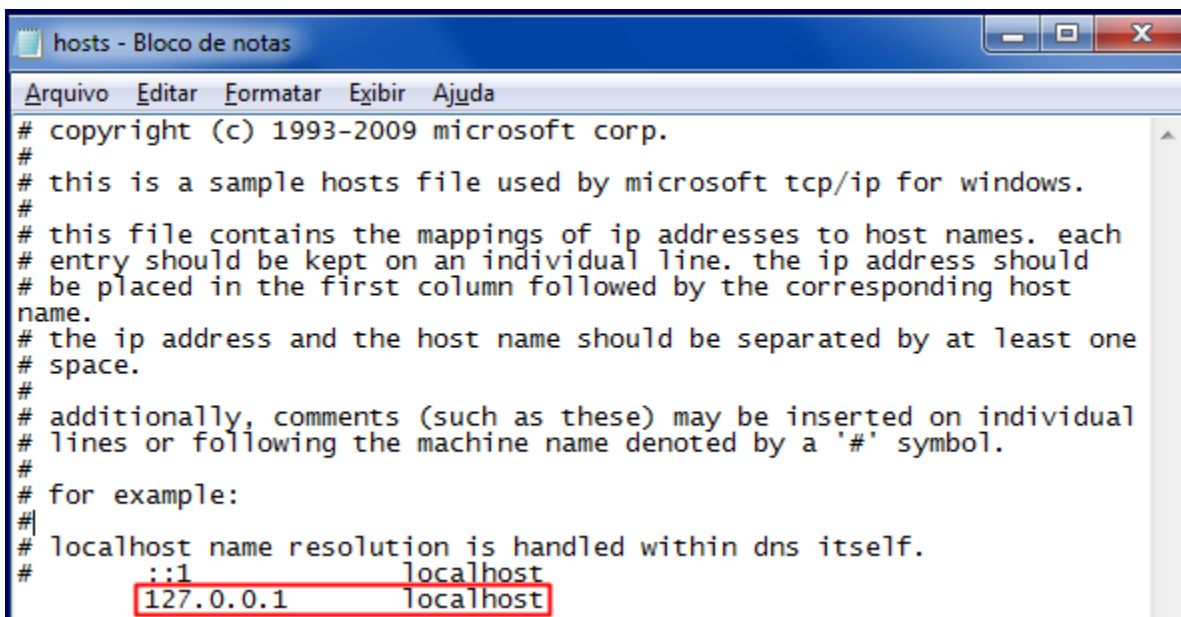 hosts - Bloco de notas
Arquivo Editar Formatar Exibir Ajuda
# copyright (c) 1993-2009 microsoft corp.
#
# this is a sample hosts file used by microsoft tcp/ip for windows.
#
# this file contains the mappings of ip addresses to host names. each
# entry should be kept on an individual line. the ip address should
# be placed in the first column followed by the corresponding host
name.
# the ip address and the host name should be separated by at least one
# space.
#
# additionally, comments (such as these) may be inserted on individual
# lines or following the machine name denoted by a '#' symbol.
#
# for example:
#
# localhost name resolution is handled within dns itself.
#       ::1             localhost
        127.0.0.1       localhost